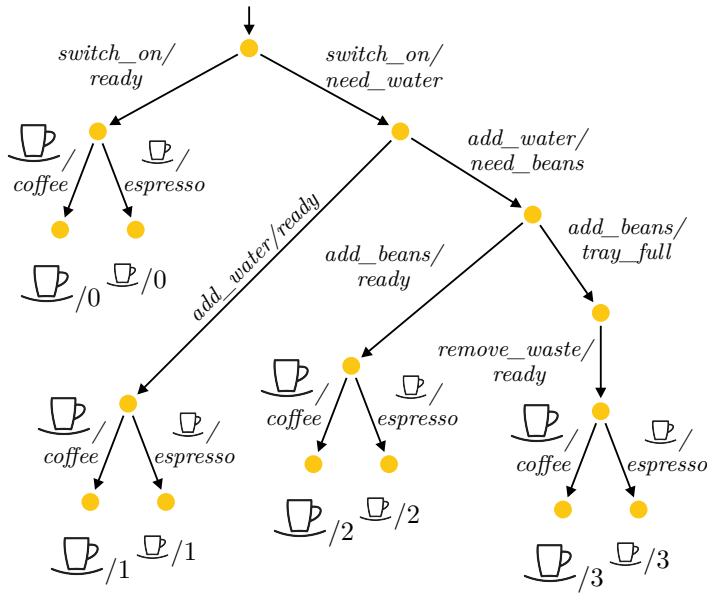 switch_on/
ready
switch_on/
need_water
add_water/
need_beans
/
coffee
/
espresso
add_beans/
tray_full
add_water/ready
add_beans/
ready
/0
/0
remove_waste/
ready
/
coffee
/
espresso
/
coffee
/
espresso
/
coffee
/
espresso
/2
/2
/1
/1
/3
/3